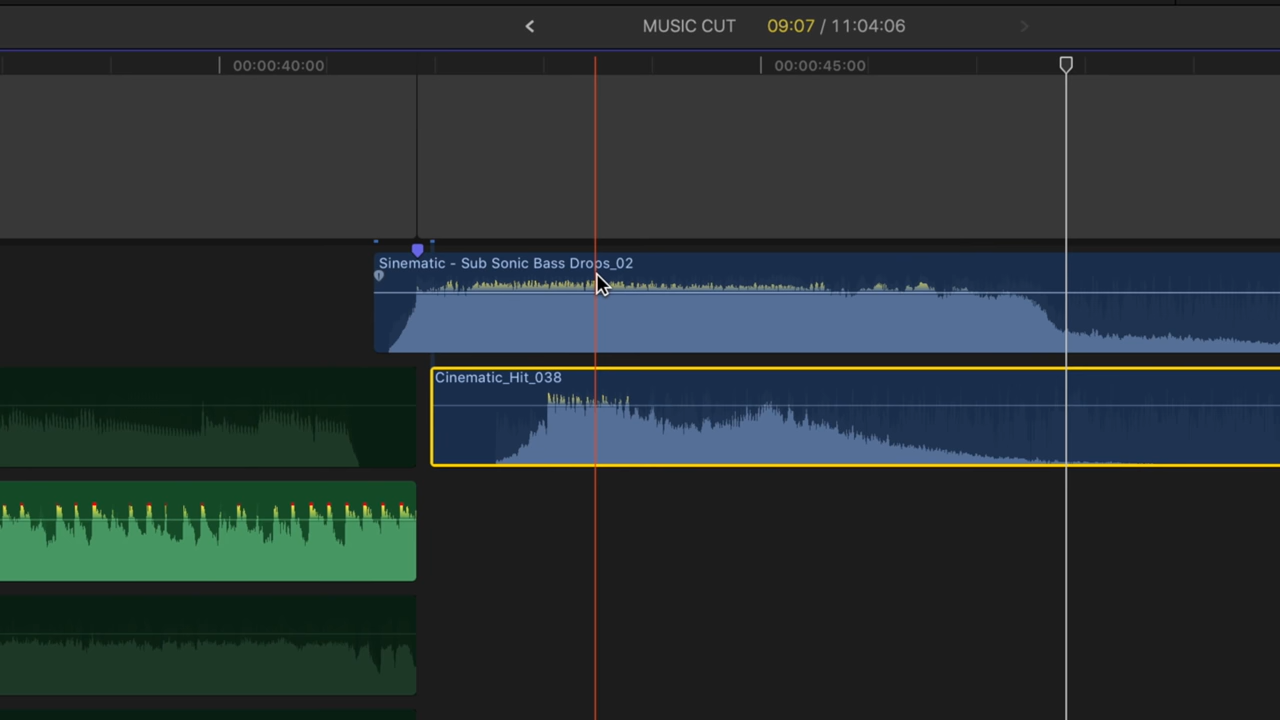 MUSIC CUT 09:07 / 11:04:06
00:00:40:00 00:00:45:00
Sinematic - Sub Sonic Bass Drops_02
Cinematic_Hit_038